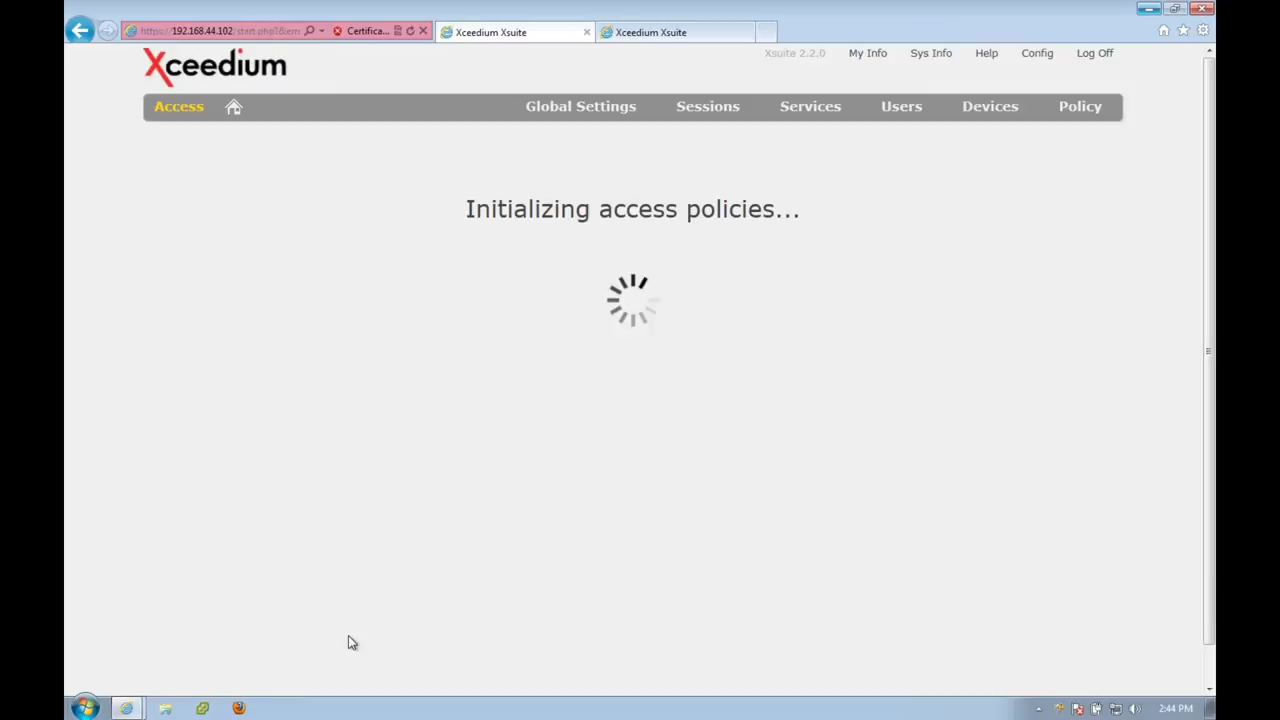 https://192.168.44.102/start.php?&em
Certifica...
Xceedium Xsuite
Xceedium Xsuite
Xceedium
Xsuite 2.2.0
My Info
Sys Info
Help
Config
Log Off
Access
Global Settings
Sessions
Services
Users
Devices
Policy
Initializing access policies...
2:44 PM